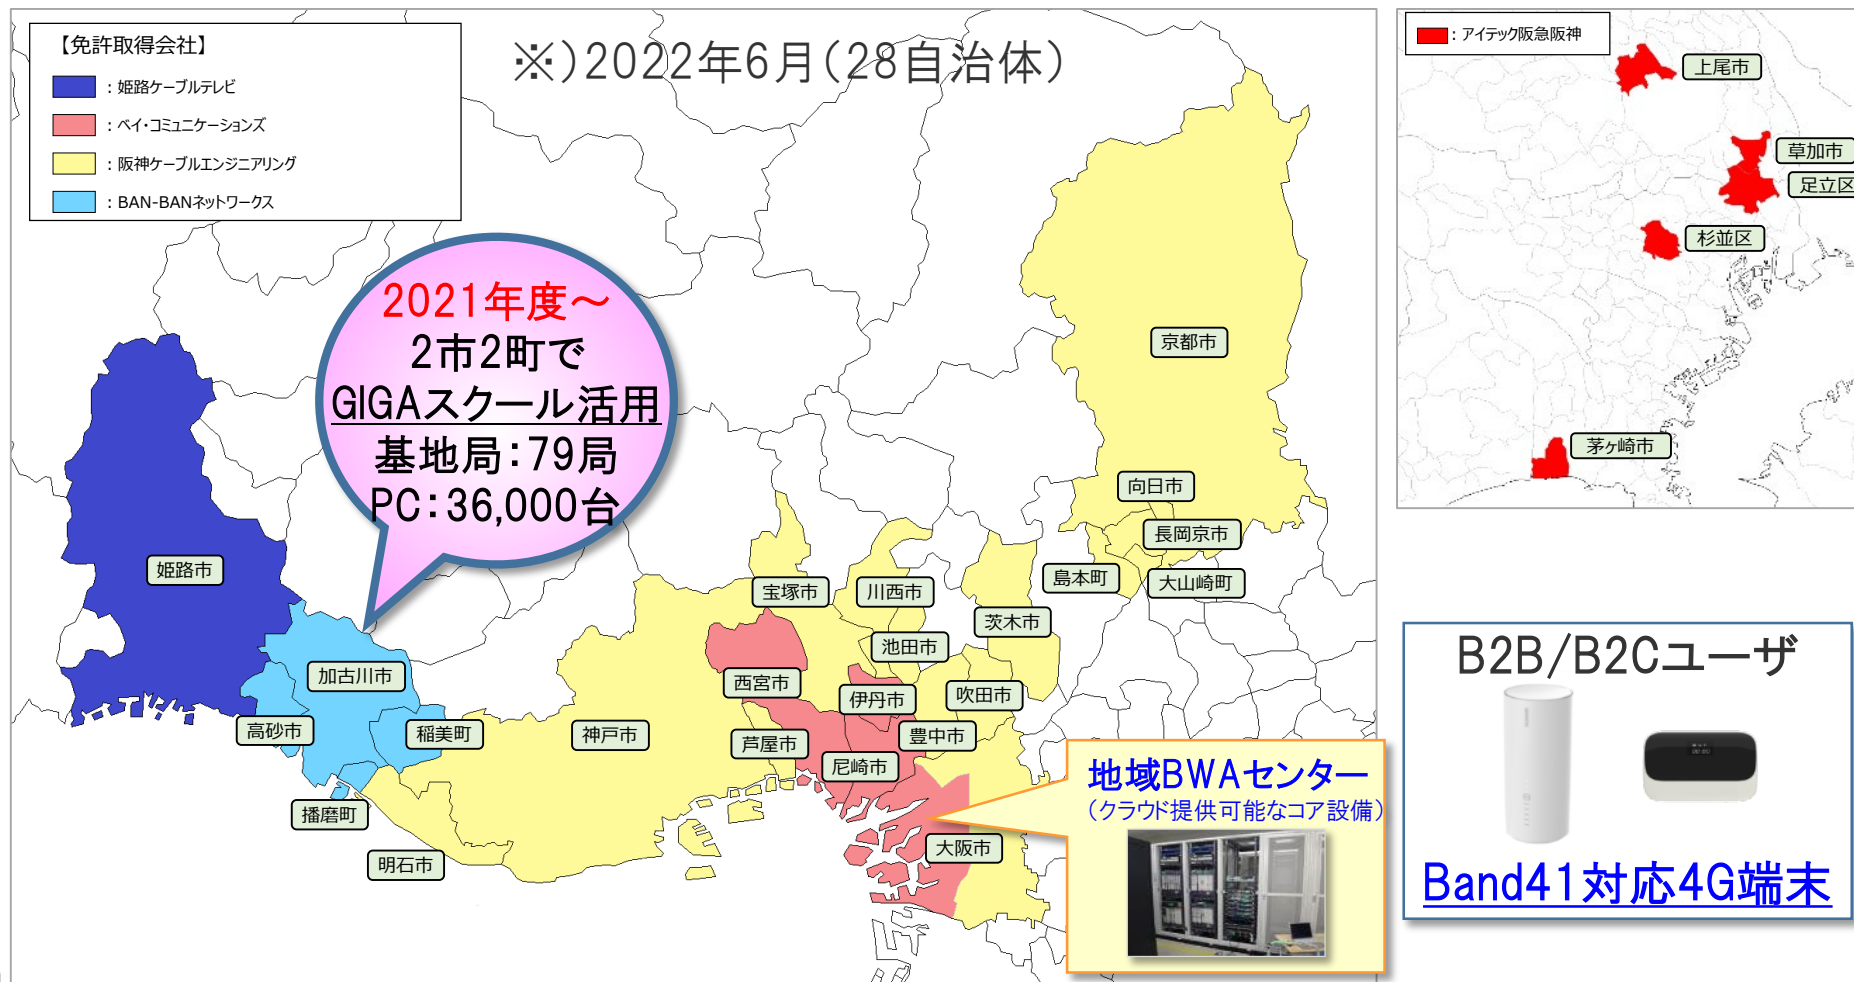 【免許取得会社】
：姫路ケーブルテレビ
：ベイ・コミュニケーションズ
：阪神ケーブルエンジニアリング
：BAN-BANネットワークス
※)2022年6月(28自治体)
2021年度～
2市2町で
GIGAスクール活用
基地局：79局
PC：36,000台
京都市
向日市
長岡京市
島本町
大山崎町
姫路市
宝塚市
川西市
茨木市
池田市
加古川市
西宮市
伊丹市
吹田市
高砂市
稲美町
神戸市
芦屋市
豊中市
尼崎市
播磨町
明石市
大阪市
地域BWAセンター
（クラウド提供可能なコア設備）
：アイテック阪急阪神
上尾市
草加市
足立区
杉並区
茅ヶ崎市
B2B/B2Cユーザ
Band41対応4G端末